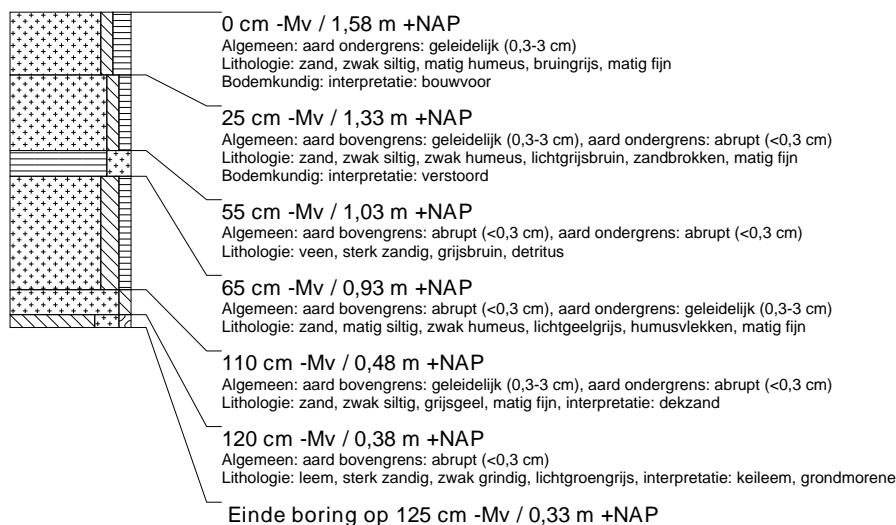 0 cm -Mv / 1,58 m +NAP
Algemeen: aard ondergrens: geleidelijk (0,3-3 cm)
Lithologie: zand, zwak siltig, matig humeus, bruingrijs, matig fijn
Bodemkundig: interpretatie: bouwvoor
25 cm -Mv / 1,33 m +NAP
Algemeen: aard bovengrens: geleidelijk (0,3-3 cm), aard ondergrens: abrupt (<0,3 cm)
Lithologie: zand, zwak siltig, zwak humeus, lichtgrijsbruin, zandbrokken, matig fijn
Bodemkundig: interpretatie: verstoord
55 cm -Mv / 1,03 m +NAP
Algemeen: aard bovengrens: abrupt (<0,3 cm), aard ondergrens: abrupt (<0,3 cm)
Lithologie: veen, sterk zandig, grijsbruin, detritus
65 cm -Mv / 0,93 m +NAP
Algemeen: aard bovengrens: abrupt (<0,3 cm), aard ondergrens: geleidelijk (0,3-3 cm)
Lithologie: zand, matig siltig, zwak humeus, lichtgeelgrijs, humusvlekken, matig fijn
110 cm -Mv / 0,48 m +NAP
Algemeen: aard bovengrens: geleidelijk (0,3-3 cm), aard ondergrens: abrupt (<0,3 cm)
Lithologie: zand, zwak siltig, grijsgeel, matig fijn, interpretatie: dekzand
120 cm -Mv / 0,38 m +NAP
Algemeen: aard bovengrens: abrupt (<0,3 cm)
Lithologie: leem, sterk zandig, zwak grindig, lichtgroengrijs, interpretatie: keileem, grondmorene
Einde boring op 125 cm -Mv / 0,33 m +NAP